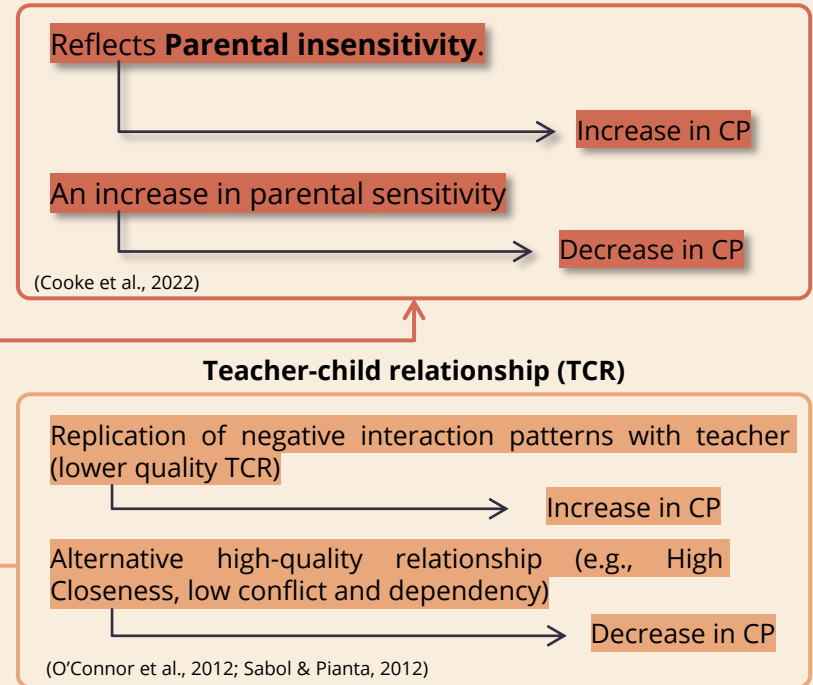 Reflects Parental insensitivity.
Increase in CP
An increase in parental sensitivity
Decrease in CP
(Cooke et al., 2022)
Teacher-child relationship (TCR)
Replication of negative interaction patterns with teacher
(lower quality TCR)
Increase in CP
Alternative high-quality relationship (e.g., High
Closeness, low conflict and dependency)
Decrease in CP
(O'Connor et al., 2012; Sabol & Pianta, 2012)